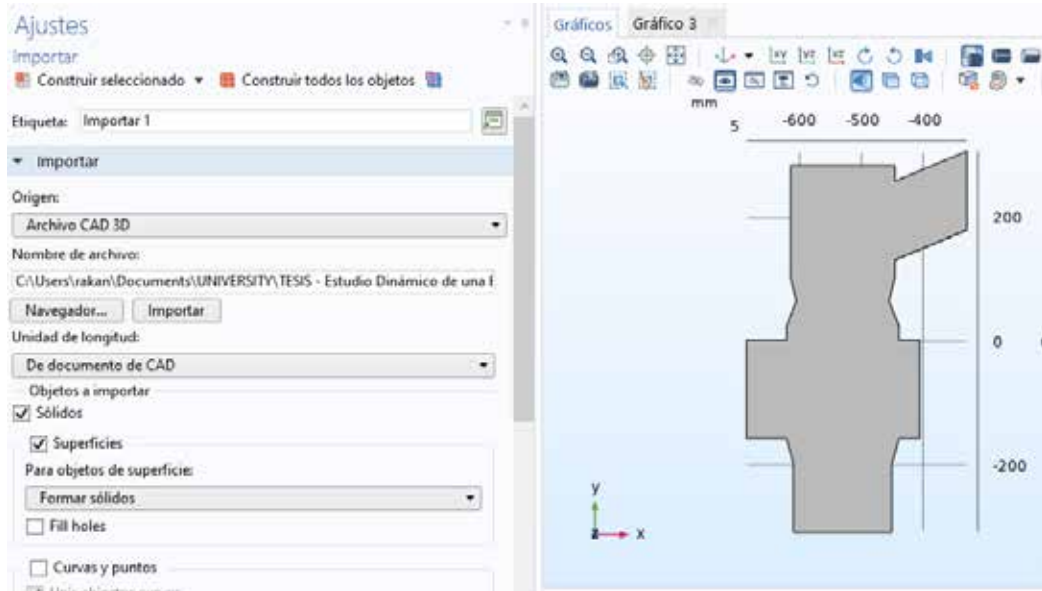 Ajustes
Importar
Construir seleccionado
Construir todos los objetos
Etiqueta: Importar 1
Importar
Origen:
Archivo CAD 3D
Nombre de archivo:
C:\Users\rakan\Documents\UNIVERSITY\TESIS - Estudio Dinámico de una
Navegador... Importar
Unidad de longitud:
De documento de CAD
Objetos a importar
Sólidos
Superficies
Para objetos de superficie:
Formar sólidos
Fill holes
Curvas y puntos
Gráficos Gráfico 3
mm
5 -600 -500 -400
200
0
-200
y
z x